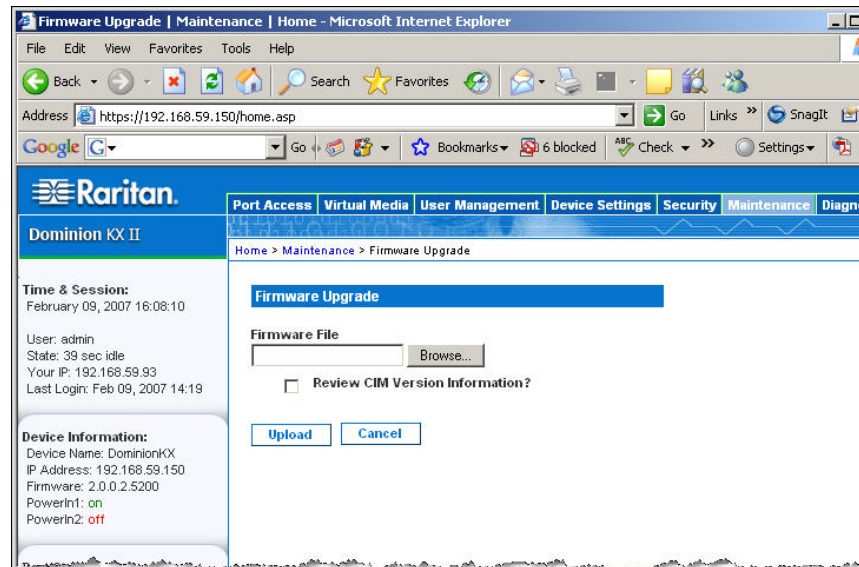 Firmware Upgrade | Maintenance | Home - Microsoft Internet Explorer
File Edit View Favorites Tools Help
Back Search Favorites
Address https://192.168.59.150/home.asp Go Links » SnagIt
Google G Go Bookmarks 6 blocked ABC Check » Settings
Raritan.
Port Access Virtual Media User Management Device Settings Security Maintenance Diagn
Dominion KX II
Home > Maintenance > Firmware Upgrade
Time & Session:
February 09, 2007 16:08:10
User: admin
State: 39 sec idle
Your IP: 192.168.59.93
Last Login: Feb 09, 2007 14:19
Device Information:
Device Name: DominionKX
IP Address: 192.168.59.150
Firmware: 2.0.0.2.5200
PowerIn1: on
PowerIn2: off
Firmware Upgrade
Firmware File
Browse...
Review CIM Version Information?
Upload Cancel